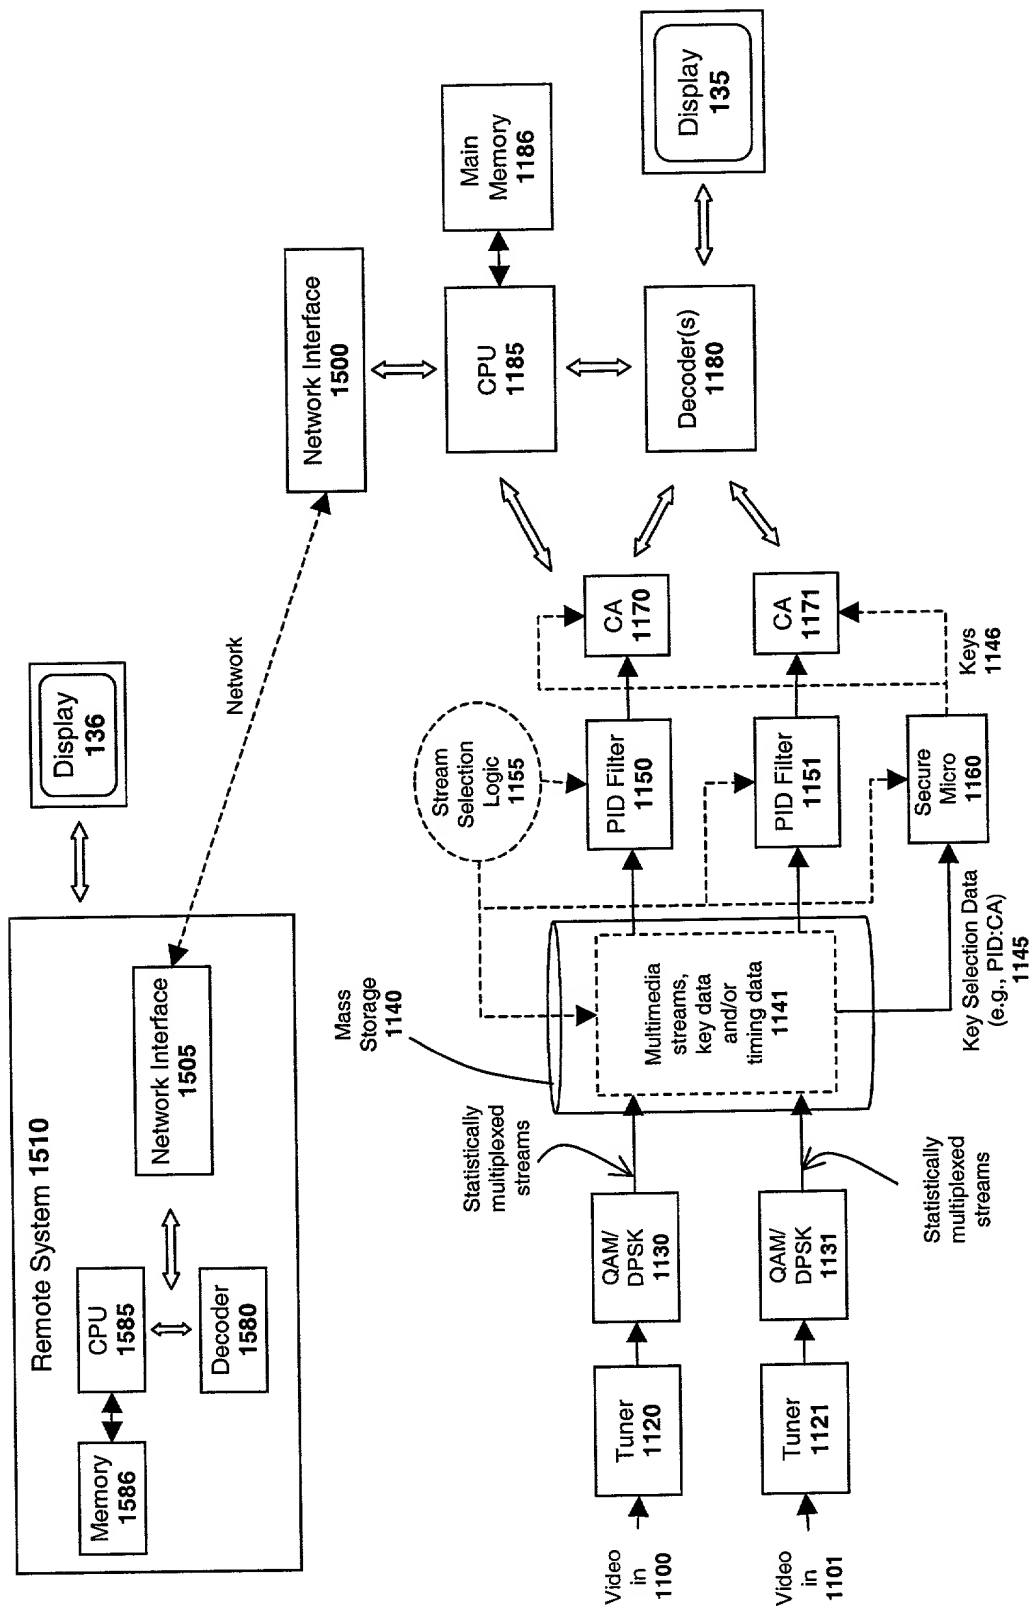 Remote System 1510
Memory
1586
CPU
1585
Decoder
1580
Network Interface
1505
Display
136
Network
Network Interface
1500
Main
Memory
1186
CPU
1185
Decoder(s)
1180
Display
135
Video
in
1100
Tuner
1120
QAM/
DPSK
1130
Statistically
multiplexed
streams
Mass
Storage
1140
Multimedia
streams,
key data
and/or
timing data
1141
Stream
Selection
Logic
1155
PID Filter
1150
CA
1170
Video
in
1101
Tuner
1121
QAM/
DPSK
1131
Statistically
multiplexed
streams
PID Filter
1151
CA
1171
Key Selection Data
(e.g., PID:CA)
1145
Secure
Micro
1160
Keys
1146